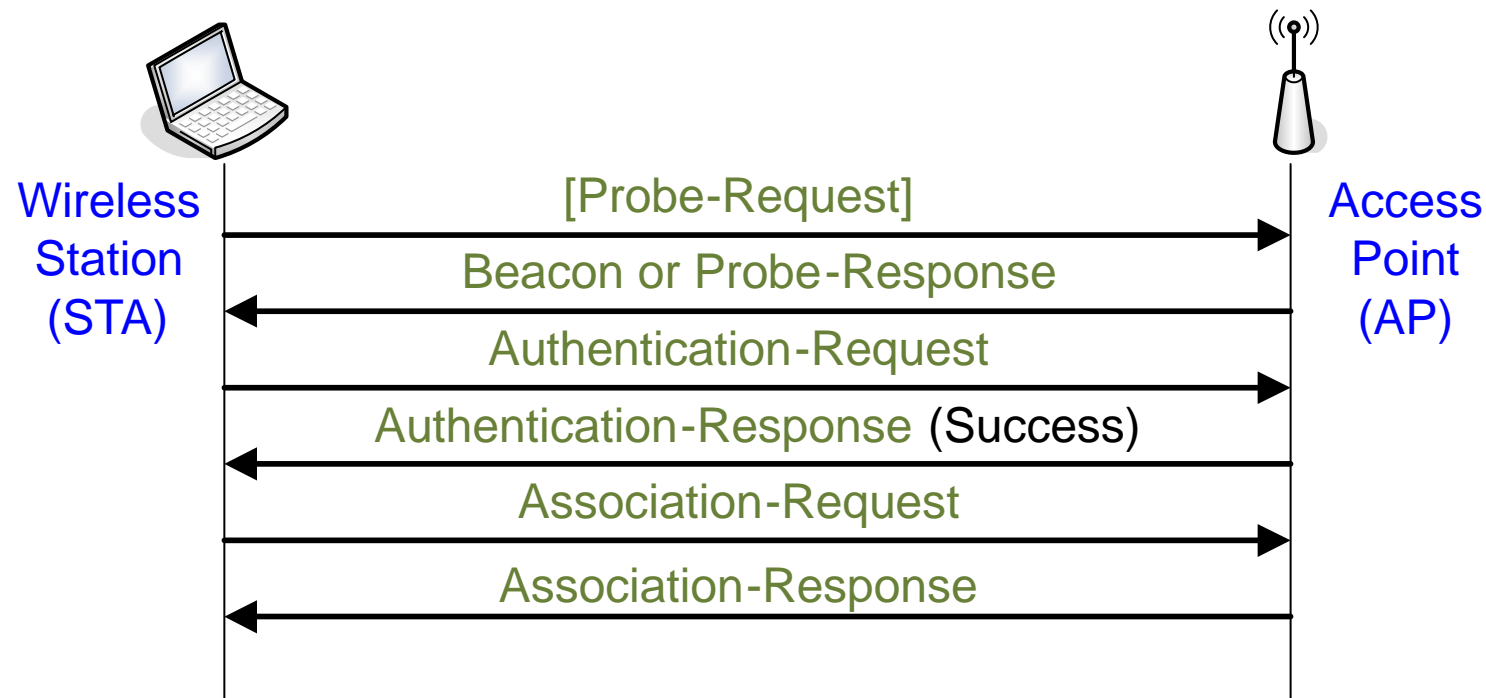 Wireless
Station
(STA)
[Probe-Request]
Access
Point
(AP)
Beacon or Probe-Response
Authentication-Request
Authentication-Response (Success)
Association-Request
Association-Response